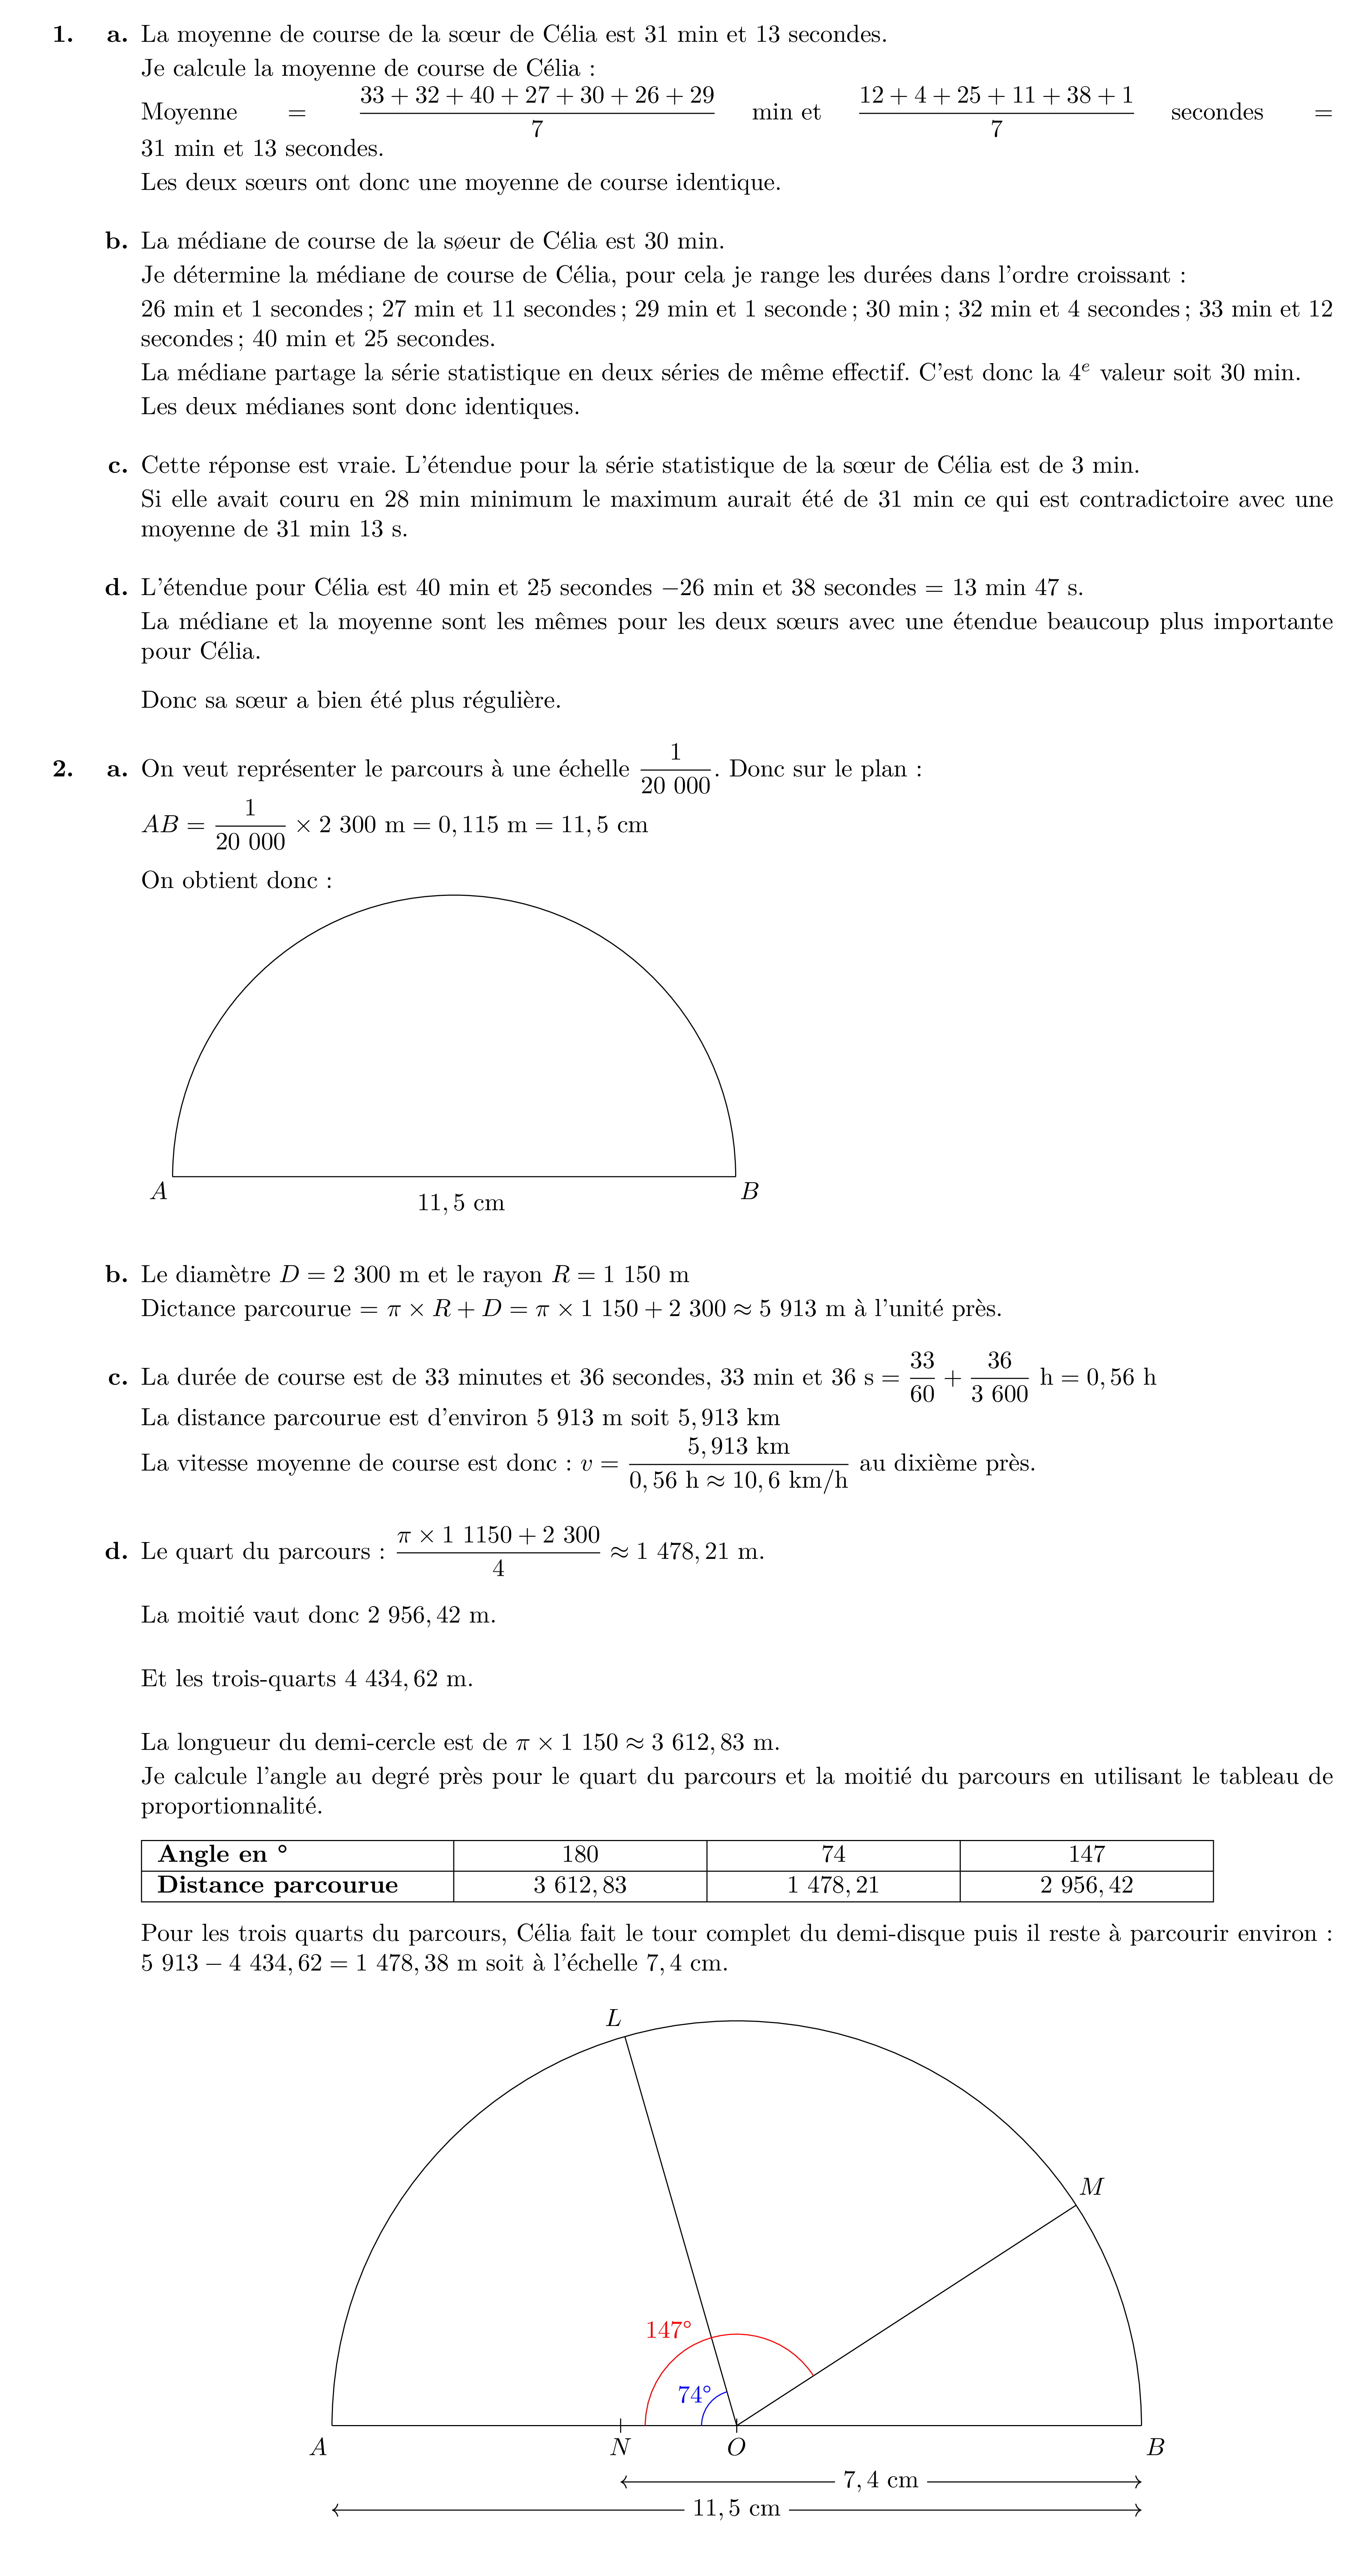 1. a. La moyenne de course de la sœur de Célia est 31 min et 13 secondes.
Je calcule la moyenne de course de Célia :
Moyenne = \frac{33 + 32 + 40 + 27 + 30 + 26 + 29}{7} min et \frac{12 + 4 + 25 + 11 + 38 + 1}{7} secondes =
31 min et 13 secondes.
Les deux sœurs ont donc une moyenne de course identique.
b. La médiane de course de la søeur de Célia est 30 min.
Je détermine la médiane de course de Célia, pour cela je range les durées dans l'ordre croissant :
26 min et 1 secondes ; 27 min et 11 secondes ; 29 min et 1 seconde ; 30 min ; 32 min et 4 secondes ; 33 min et 12
secondes ; 40 min et 25 secondes.
La médiane partage la série statistique en deux séries de même effectif. C'est donc la 4^e valeur soit 30 min.
Les deux médianes sont donc identiques.
c. Cette réponse est vraie. L'étendue pour la série statistique de la sœur de Célia est de 3 min.
Si elle avait couru en 28 min minimum le maximum aurait été de 31 min ce qui est contradictoire avec une
moyenne de 31 min 13 s.
d. L'étendue pour Célia est 40 min et 25 secondes −26 min et 38 secondes = 13 min 47 s.
La médiane et la moyenne sont les mêmes pour les deux sœurs avec une étendue beaucoup plus importante
pour Célia.
Donc sa sœur a bien été plus régulière.
2. a. On veut représenter le parcours à une échelle \frac{1}{20 000}. Donc sur le plan :
AB = \frac{1}{20 000} × 2 300 m = 0,115 m = 11,5 cm
On obtient donc :
A
B
11,5 cm
b. Le diamètre D = 2 300 m et le rayon R = 1 150 m
Dictance parcourue = π × R + D = π × 1 150 + 2 300 ≈ 5 913 m à l'unité près.
c. La durée de course est de 33 minutes et 36 secondes, 33 min et 36 s = \frac{33}{60} + \frac{36}{3 600} h = 0,56 h
La distance parcourue est d'environ 5 913 m soit 5,913 km
La vitesse moyenne de course est donc : v = \frac{5,913 km}{0,56 h ≈ 10,6 km/h} au dixième près.
d. Le quart du parcours : \frac{π × 1 1150 + 2 300}{4} ≈ 1 478,21 m.
La moitié vaut donc 2 956,42 m.
Et les trois-quarts 4 434,62 m.
La longueur du demi-cercle est de π × 1 150 ≈ 3 612,83 m.
Je calcule l'angle au degré près pour le quart du parcours et la moitié du parcours en utilisant le tableau de
proportionnalité.
Angle en ° 180 74 147
Distance parcourue 3 612,83 1 478,21 2 956,42
Pour les trois quarts du parcours, Célia fait le tour complet du demi-disque puis il reste à parcourir environ :
5 913 − 4 434,62 = 1 478,38 m soit à l'échelle 7,4 cm.
L
M
147°
74°
A N O B
7,4 cm
11,5 cm